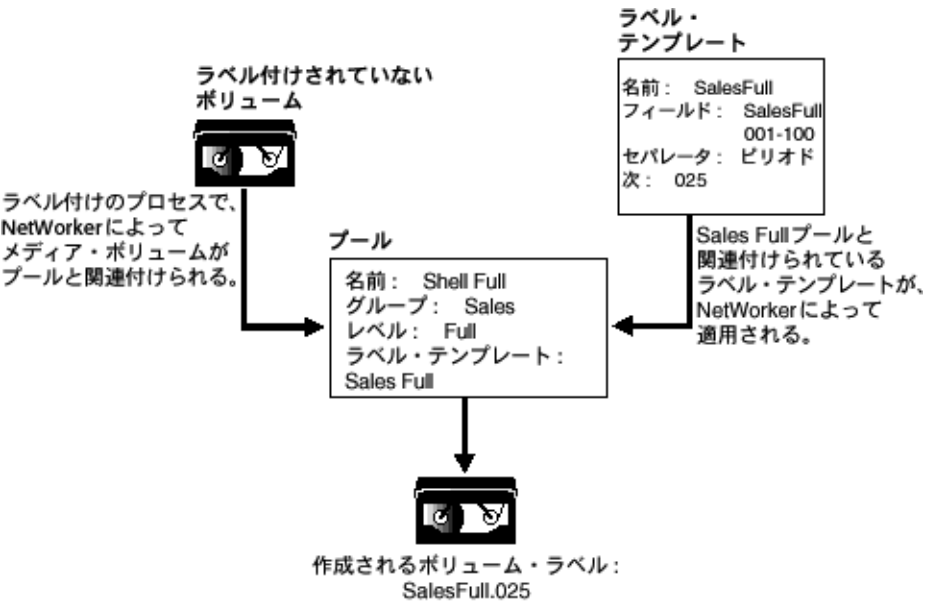 ラベル・
テンプレート
ラベル付けされていない
ボリューム
名前： SalesFull
フィールド： SalesFull
001-100
セパレータ： ピリオド
次： 025
ラベル付けのプロセスで、
NetWorkerによって
メディア・ボリュームが
プールと関連付けられる。
プール
名前： Shell Full
グループ： Sales
レベル： Full
ラベル・テンプレート：
Sales Full
Sales Fullプールと
関連付けられている
ラベル・テンプレートが、
NetWorkerによって
適用される。
作成されるボリューム・ラベル：
SalesFull.025